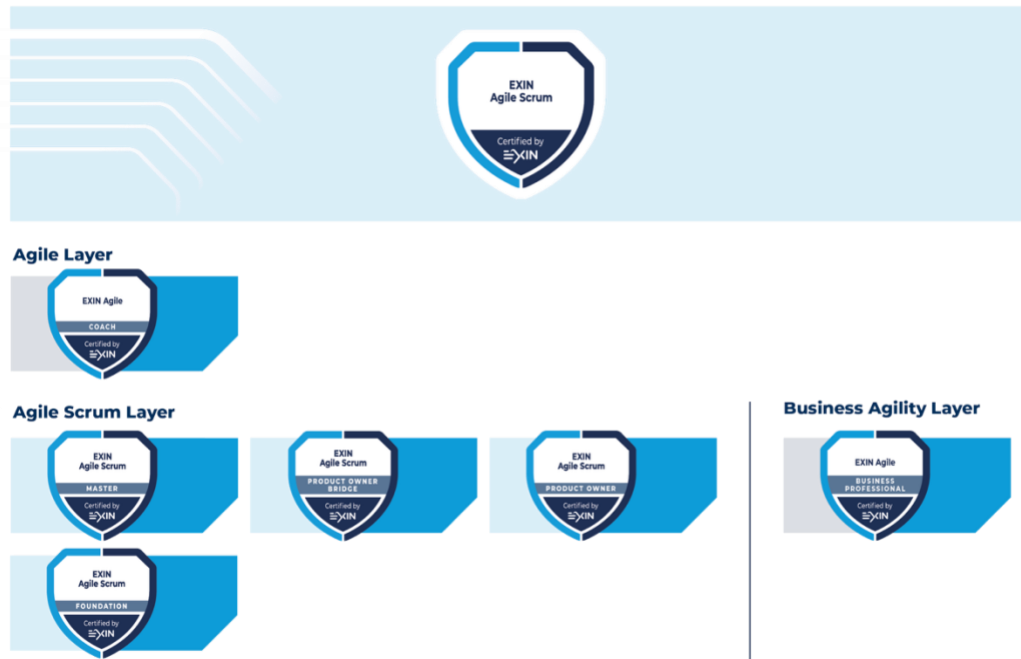 EXIN
Agile Scrum
Certified by
EXIN
Agile Layer
EXIN Agile
COACH
Certified by
EXIN
Agile Scrum Layer
EXIN
Agile Scrum
MASTER
Certified by
EXIN
EXIN
Agile Scrum
PRODUCT OWNER
BRIDGE
Certified by
EXIN
EXIN
Agile Scrum
PRODUCT OWNER
Certified by
EXIN
Business Agility Layer
EXIN Agile
BUSINESS
PROFESSIONAL
Certified by
EXIN
EXIN
Agile Scrum
FOUNDATION
Certified by
EXIN